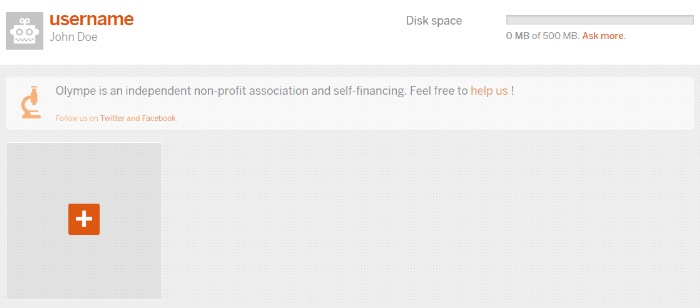 username
John Doe
Disk space
0 MB of 500 MB. Ask more.
Olympe is an independent non-profit association and self-financing. Feel free to help us !
Follow us on Twitter and Facebook.